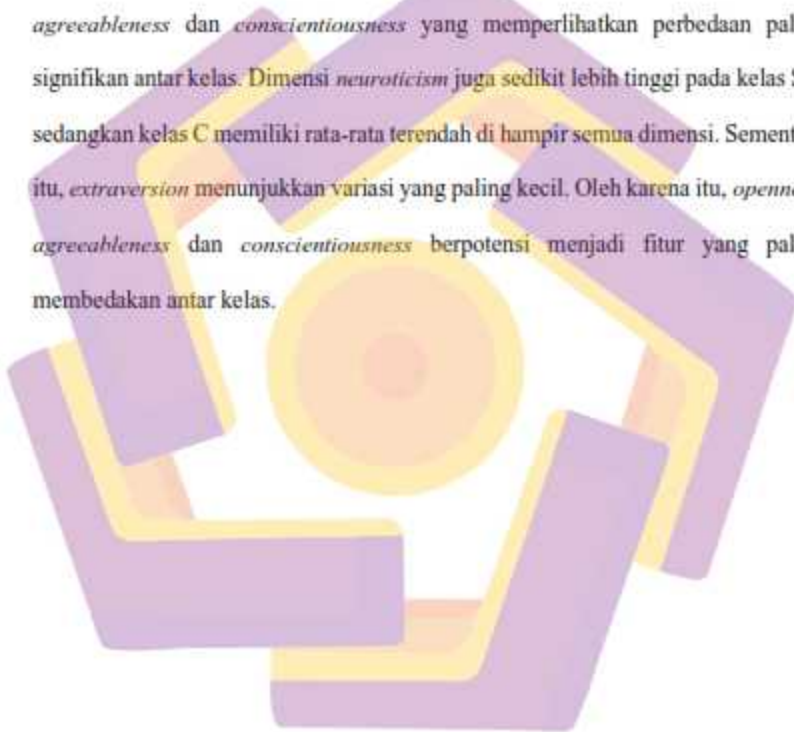 agreeableness dan conscientiousness yang memperlihatkan perbedaan pal
signifikan antar kelas. Dimensi neuroticism juga sedikit lebih tinggi pada kelas S
sedangkan kelas C memiliki rata-rata terendah di hampir semua dimensi. Sement
itu, extraversion menunjukkan variasi yang paling kecil. Oleh karena itu, openn
agreeableness dan conscientiousness berpotensi menjadi fitur yang pal
membedakan antar kelas.